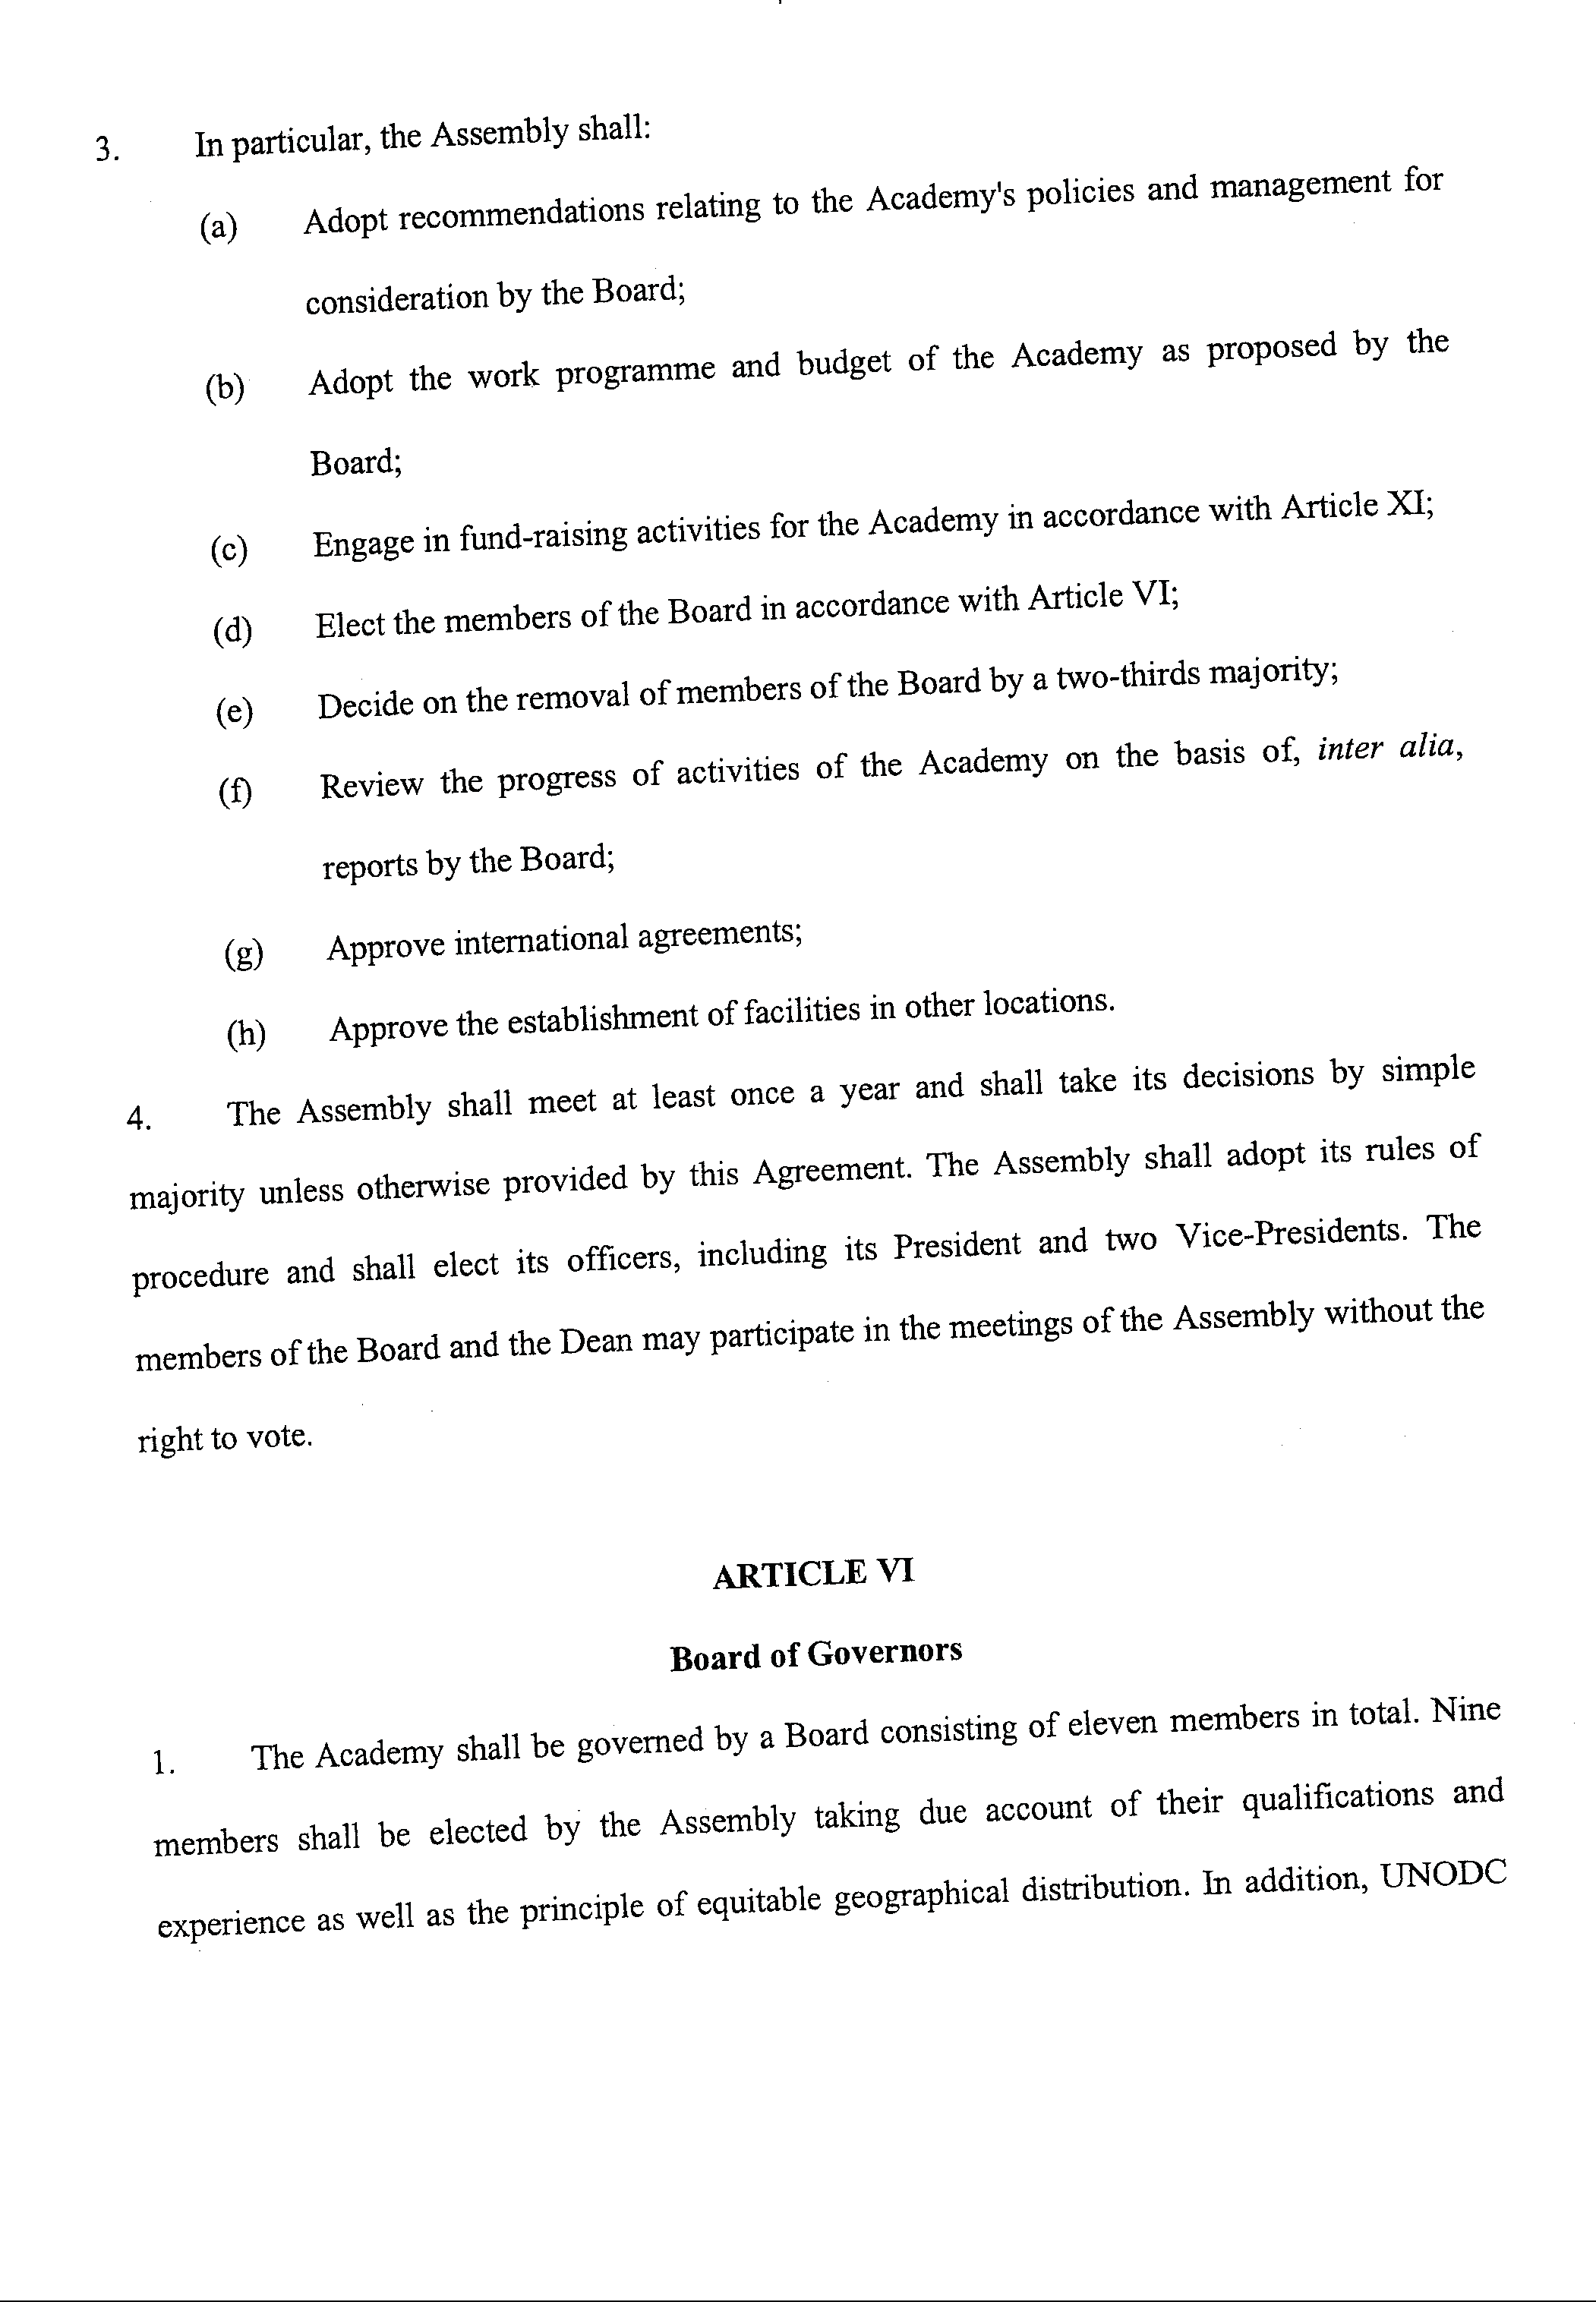 3. In particular, the Assembly shall:
(a) Adopt recommendations relating to the Academy's policies and management for
consideration by the Board;
(b) Adopt the work programme and budget of the Academy as proposed by the
Board;
(c) Engage in fund-raising activities for the Academy in accordance with Article XI;
(d) Elect the members of the Board in accordance with Article VI;
(e) Decide on the removal of members of the Board by a two-thirds majority;
(f) Review the progress of activities of the Academy on the basis of, inter alia,
reports by the Board;
(g) Approve international agreements;
(h) Approve the establishment of facilities in other locations.
4. The Assembly shall meet at least once a year and shall take its decisions by simple
majority unless otherwise provided by this Agreement. The Assembly shall adopt its rules of
procedure and shall elect its officers, including its President and two Vice-Presidents. The
members of the Board and the Dean may participate in the meetings of the Assembly without the
right to vote.
ARTICLE VI
Board of Governors
1. The Academy shall be governed by a Board consisting of eleven members in total. Nine
members shall be elected by the Assembly taking due account of their qualifications and
experience as well as the principle of equitable geographical distribution. In addition, UNODC